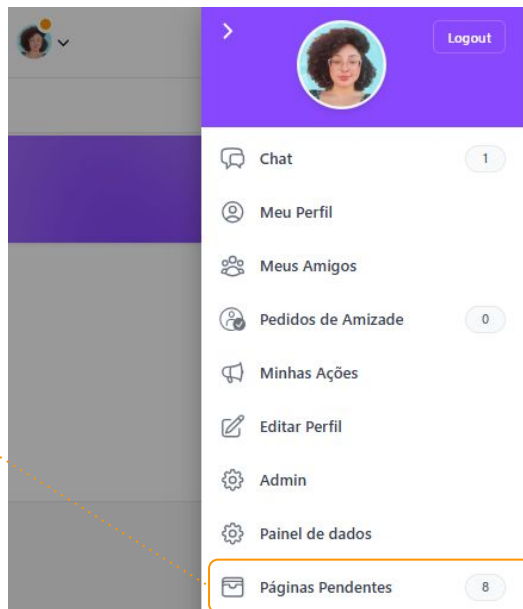 Logout
Chat 1
Meu Perfil
Meus Amigos
Pedidos de Amizade 0
Minhas Ações
Editar Perfil
Admin
Painel de dados
Páginas Pendentes 8